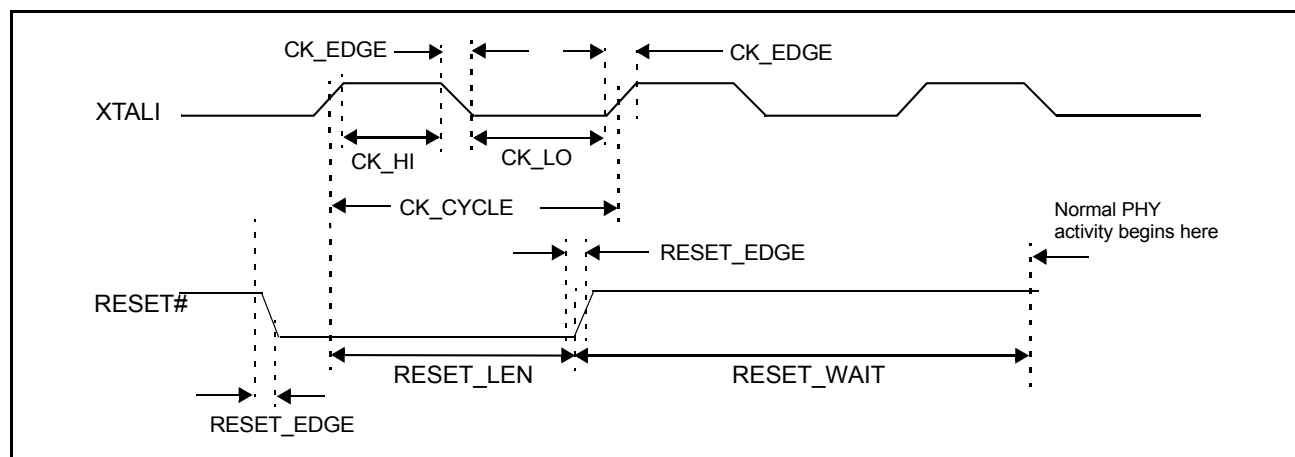 CK_EDGE
CK_EDGE
XTALI
CK_HI
CK_LO
CK_CYCLE
Normal PHY
activity begins here
RESET_EDGE
RESET#
RESET_LEN
RESET_WAIT
RESET_EDGE